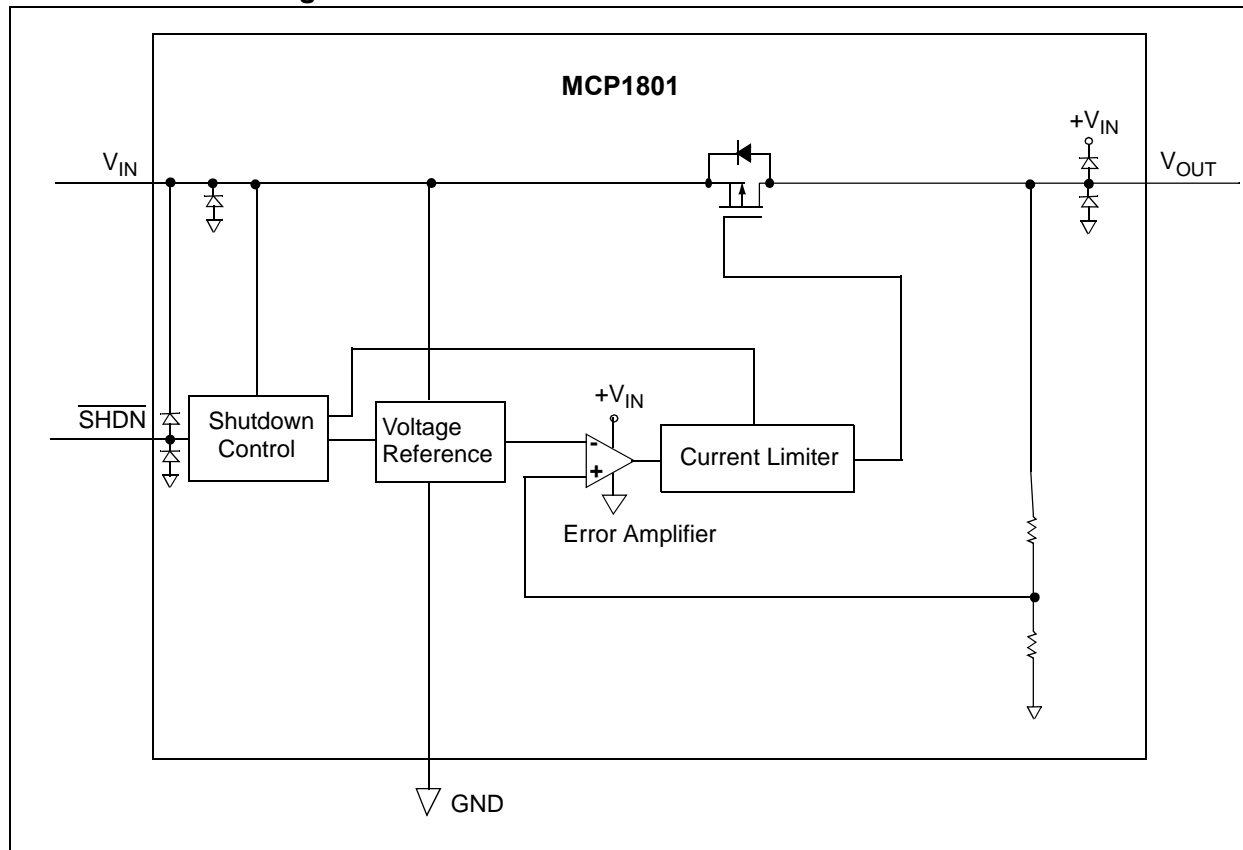 MCP1801
+VIN
VIN
VOUT
SHDN
Shutdown
Control
Voltage
Reference
+VIN
-
+
Current Limiter
Error Amplifier
GND